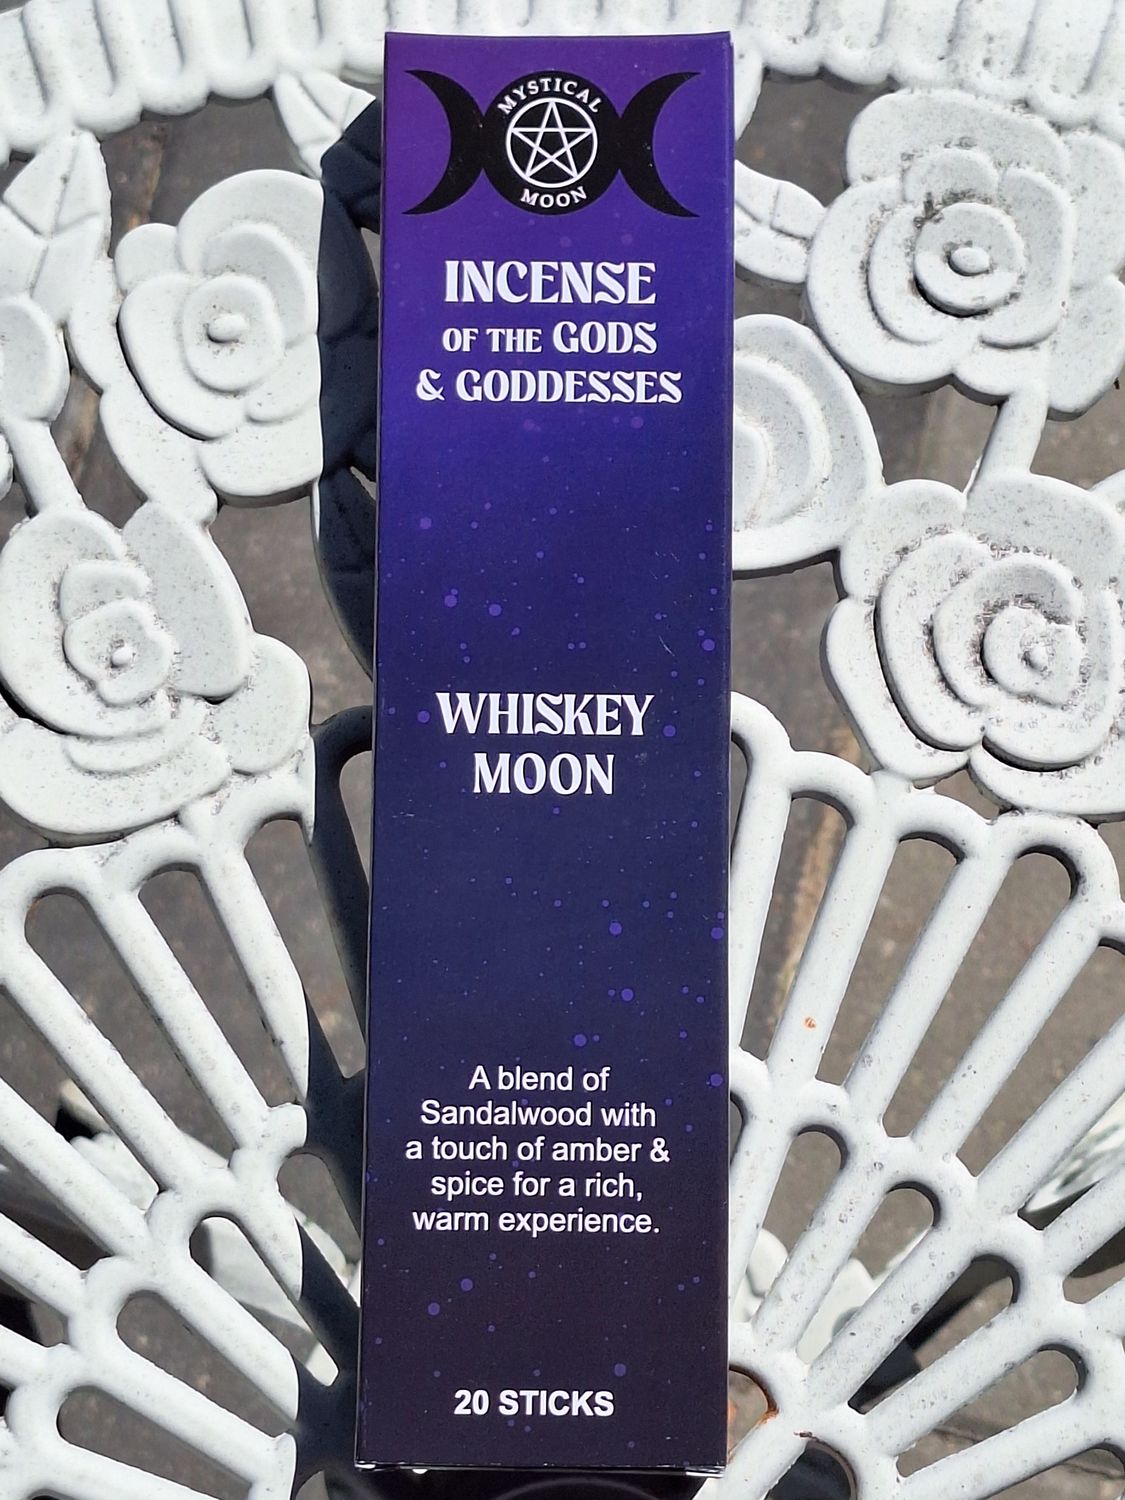 MYSTICAL
MOON
INCENSE
OF THE GODS
& GODDESSES
WHISKEY
MOON
A blend of
Sandalwood with
a touch of amber &
spice for a rich,
warm experience.
20 STICKS